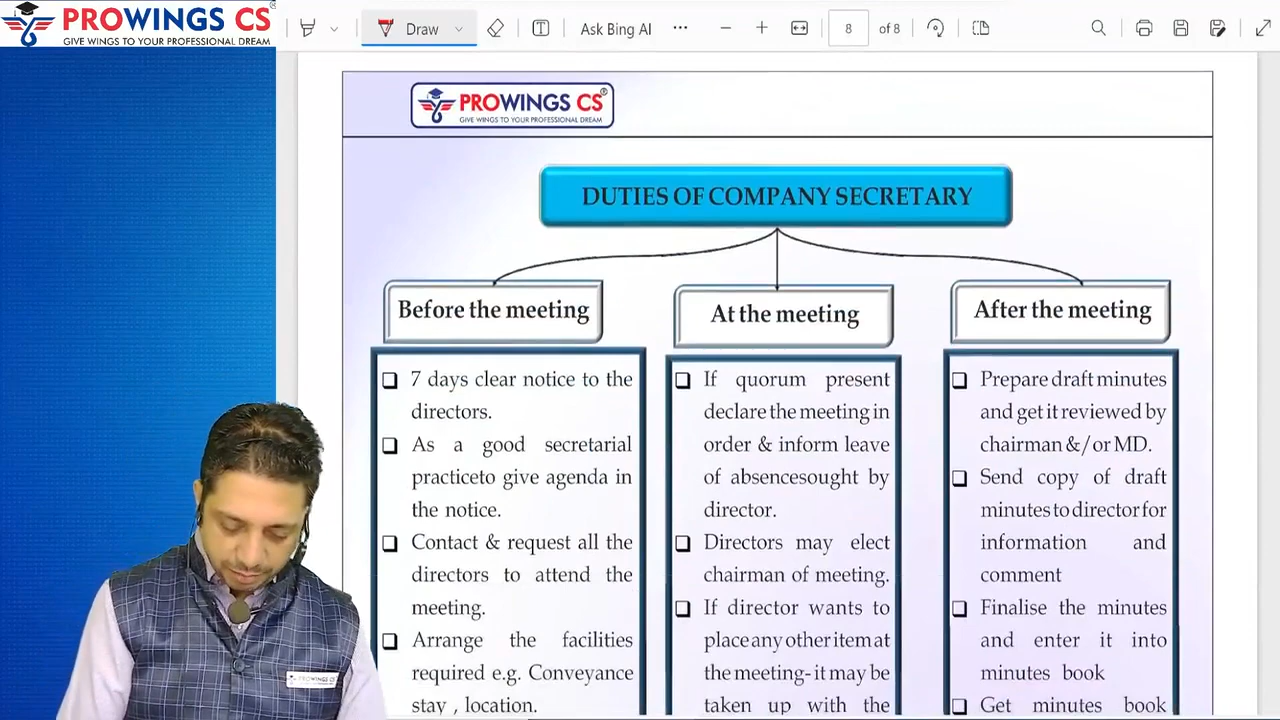 PROWINGS CS®
GIVE WINGS TO YOUR PROFESSIONAL DREAM
Draw
Ask Bing AI
8
of 8
PROWINGS CS®
GIVE WINGS TO YOUR PROFESSIONAL DREAM
DUTIES OF COMPANY SECRETARY
Before the meeting
7 days clear notice to the
directors.
As a good secretarial
practiceto give agenda in
the notice.
Contact & request all the
directors to attend the
meeting.
Arrange the facilities
required e.g. Conveyance
stay , location.
At the meeting
If quorum present
declare the meeting in
order & inform leave
of absencesought by
director.
Directors may elect
chairman of meeting.
If director wants to
place any other item at
the meeting- it may be
taken up with the
After the meeting
Prepare draft minutes
and get it reviewed by
chairman &/or MD.
Send copy of draft
minutes to director for
information and
comment
Finalise the minutes
and enter it into
minutes book
Get minutes book
PROWINGS CS